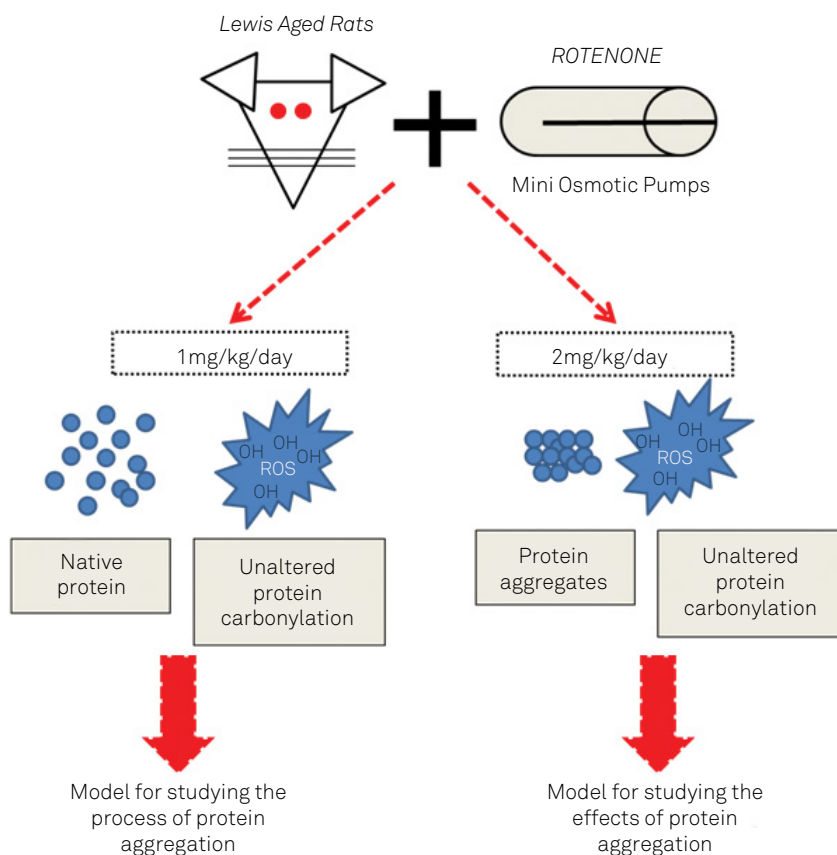 Lewis Aged Rats
ROTENONE
Mini Osmotic Pumps
1mg/kg/day
2mg/kg/day
OH
OH
ROS
OH
OH
OH
OH
ROS
OH
OH
Native
protein
Unaltered
protein
carbonylation
Protein
aggregates
Unaltered
protein
carbonylation
Model for studying the
process of protein
aggregation
Model for studying the
effects of protein
aggregation